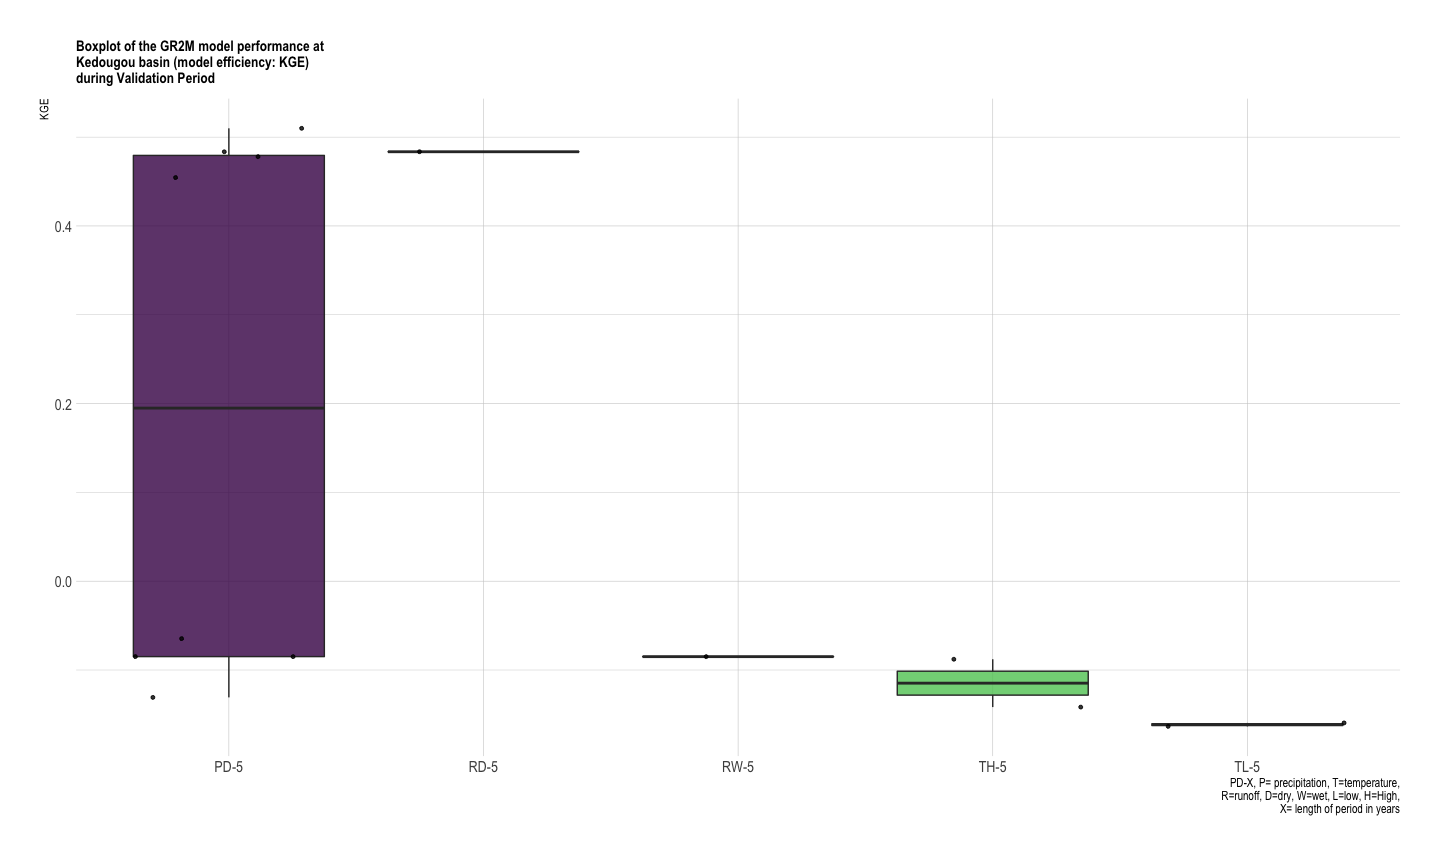 Boxplot of the GR2M model performance at
Kedougou basin (model efficiency: KGE)
during Validation Period
KGE
0.4
0.2
0.0
PD-5 RD-5 RW-5 TH-5 TL-5
PD-X, P= precipitation, T=temperature,
R=runoff, D=dry, W=wet, L=low, H=High,
X= length of period in years